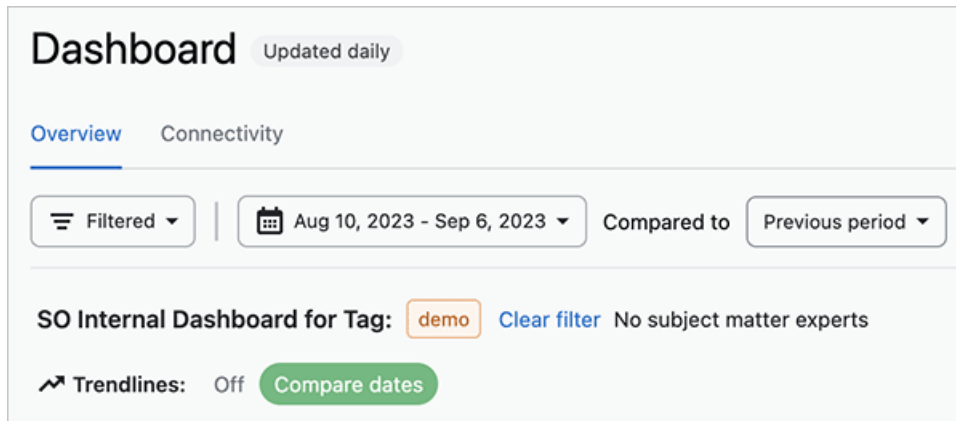 Dashboard Updated daily
Overview Connectivity
Filtered Aug 10, 2023 - Sep 6, 2023 Compared to Previous period
SO Internal Dashboard for Tag: demo Clear filter No subject matter experts
Trendlines: Off Compare dates